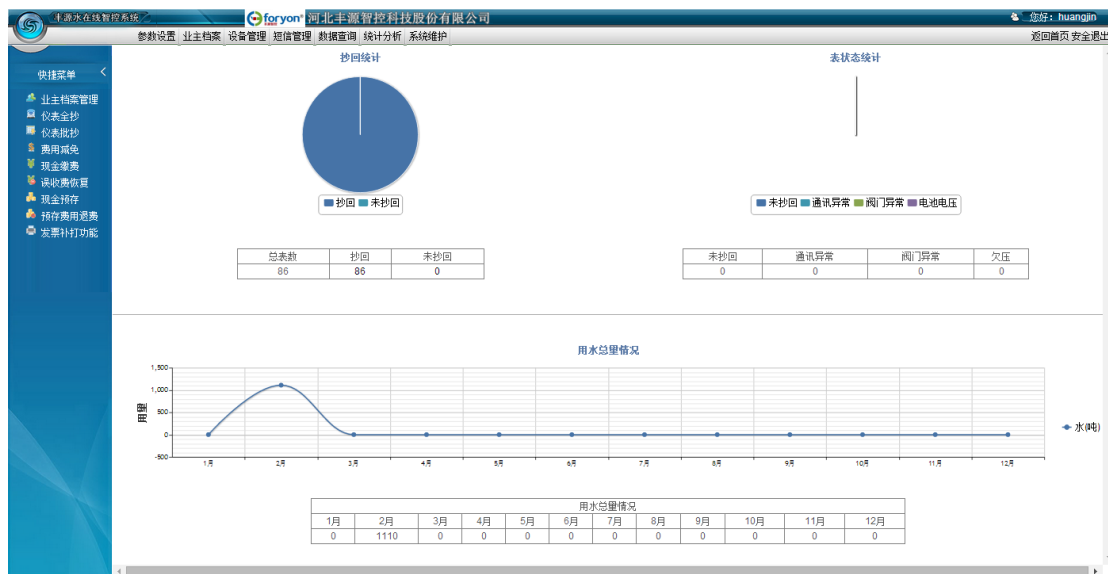 丰源水在线智控系统
foryon® 河北丰源智控科技股份有限公司
您好: huangjin
参数设置 业主档案 设备管理 短信管理 数据查询 统计分析 系统维护
返回首页 安全退出
快捷菜单
业主档案管理
仪表全抄
仪表批抄
费用减免
现金缴费
误收费恢复
现金预存
预存费用退费
发票补打功能
抄回统计
抄回 未抄回
总表数 抄回 未抄回
86 86 0
表状态统计
未抄回 通讯异常 阀门异常 电池电压
未抄回 通讯异常 阀门异常 欠压
0 0 0 0
用水总量情况
用量
1,500
1,000
500
0
-500
1月 2月 3月 4月 5月 6月 7月 8月 9月 10月 11月 12月
水(吨)
用水总量情况
1月 2月 3月 4月 5月 6月 7月 8月 9月 10月 11月 12月
0 1110 0 0 0 0 0 0 0 0 0 0